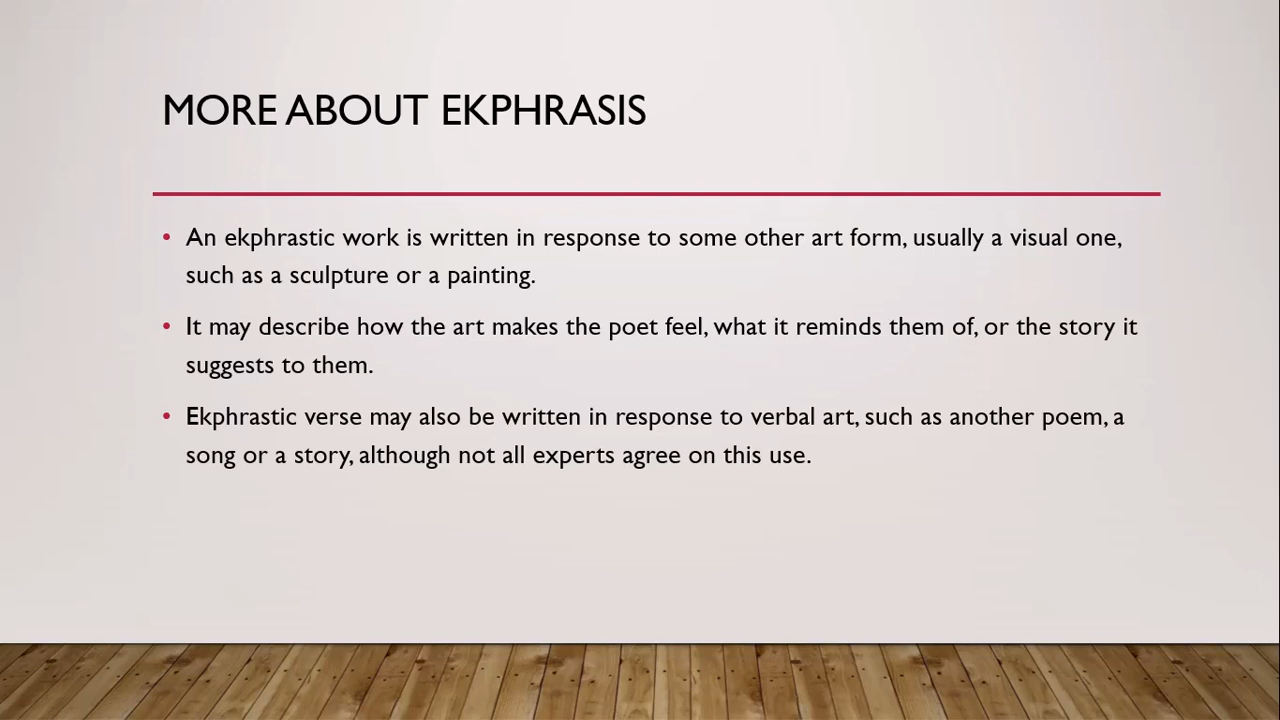 MORE ABOUT EKPHRASIS
• An ekphrastic work is written in response to some other art form, usually a visual one,
such as a sculpture or a painting.
• It may describe how the art makes the poet feel, what it reminds them of, or the story it
suggests to them.
• Ekphrastic verse may also be written in response to verbal art, such as another poem, a
song or a story, although not all experts agree on this use.